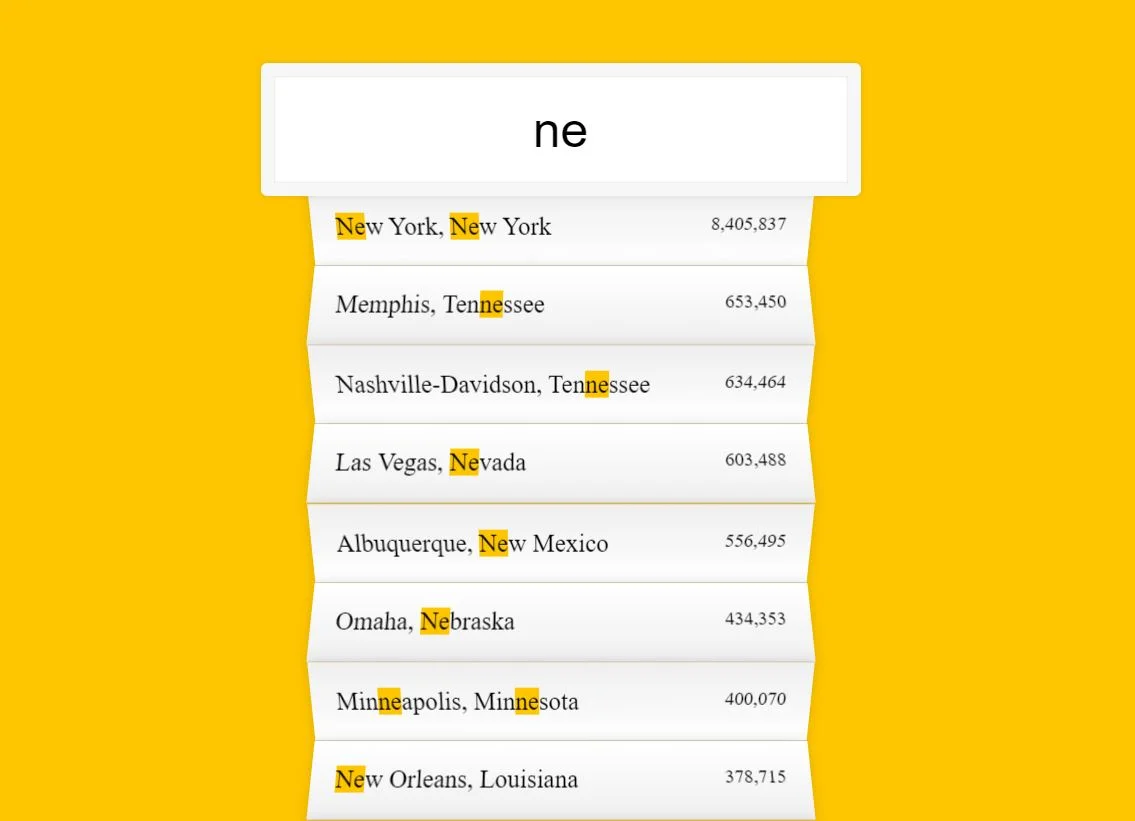 ne
New York, New York 8,405,837
Memphis, Tennessee 653,450
Nashville-Davidson, Tennessee 634,464
Las Vegas, Nevada 603,488
Albuquerque, New Mexico 556,495
Omaha, Nebraska 434,353
Minneapolis, Minnesota 400,070
New Orleans, Louisiana 378,715